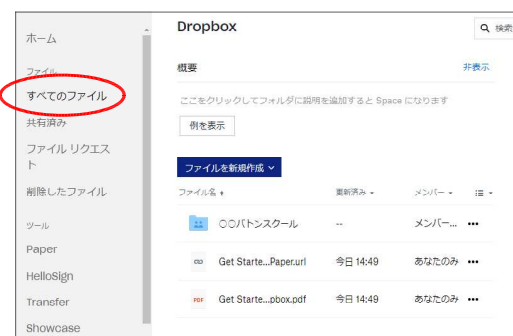 ホーム
ファイル
すべてのファイル
共有済み
ファイル リクエス
ト
削除したファイル
ツール
Paper
HelloSign
Transfer
Showcase
Dropbox
検索
概要
非表示
ここをクリックしてフォルダに説明を追加すると Space になります
例を表示
ファイルを新規作成
ファイル名 更新済み メンバー
〇〇バトンスクール -- メンバー... •••
Get Starte...Paper.url 今日 14:49 あなたのみ •••
PDF Get Starte...pbox.pdf 今日 14:49 あなたのみ •••